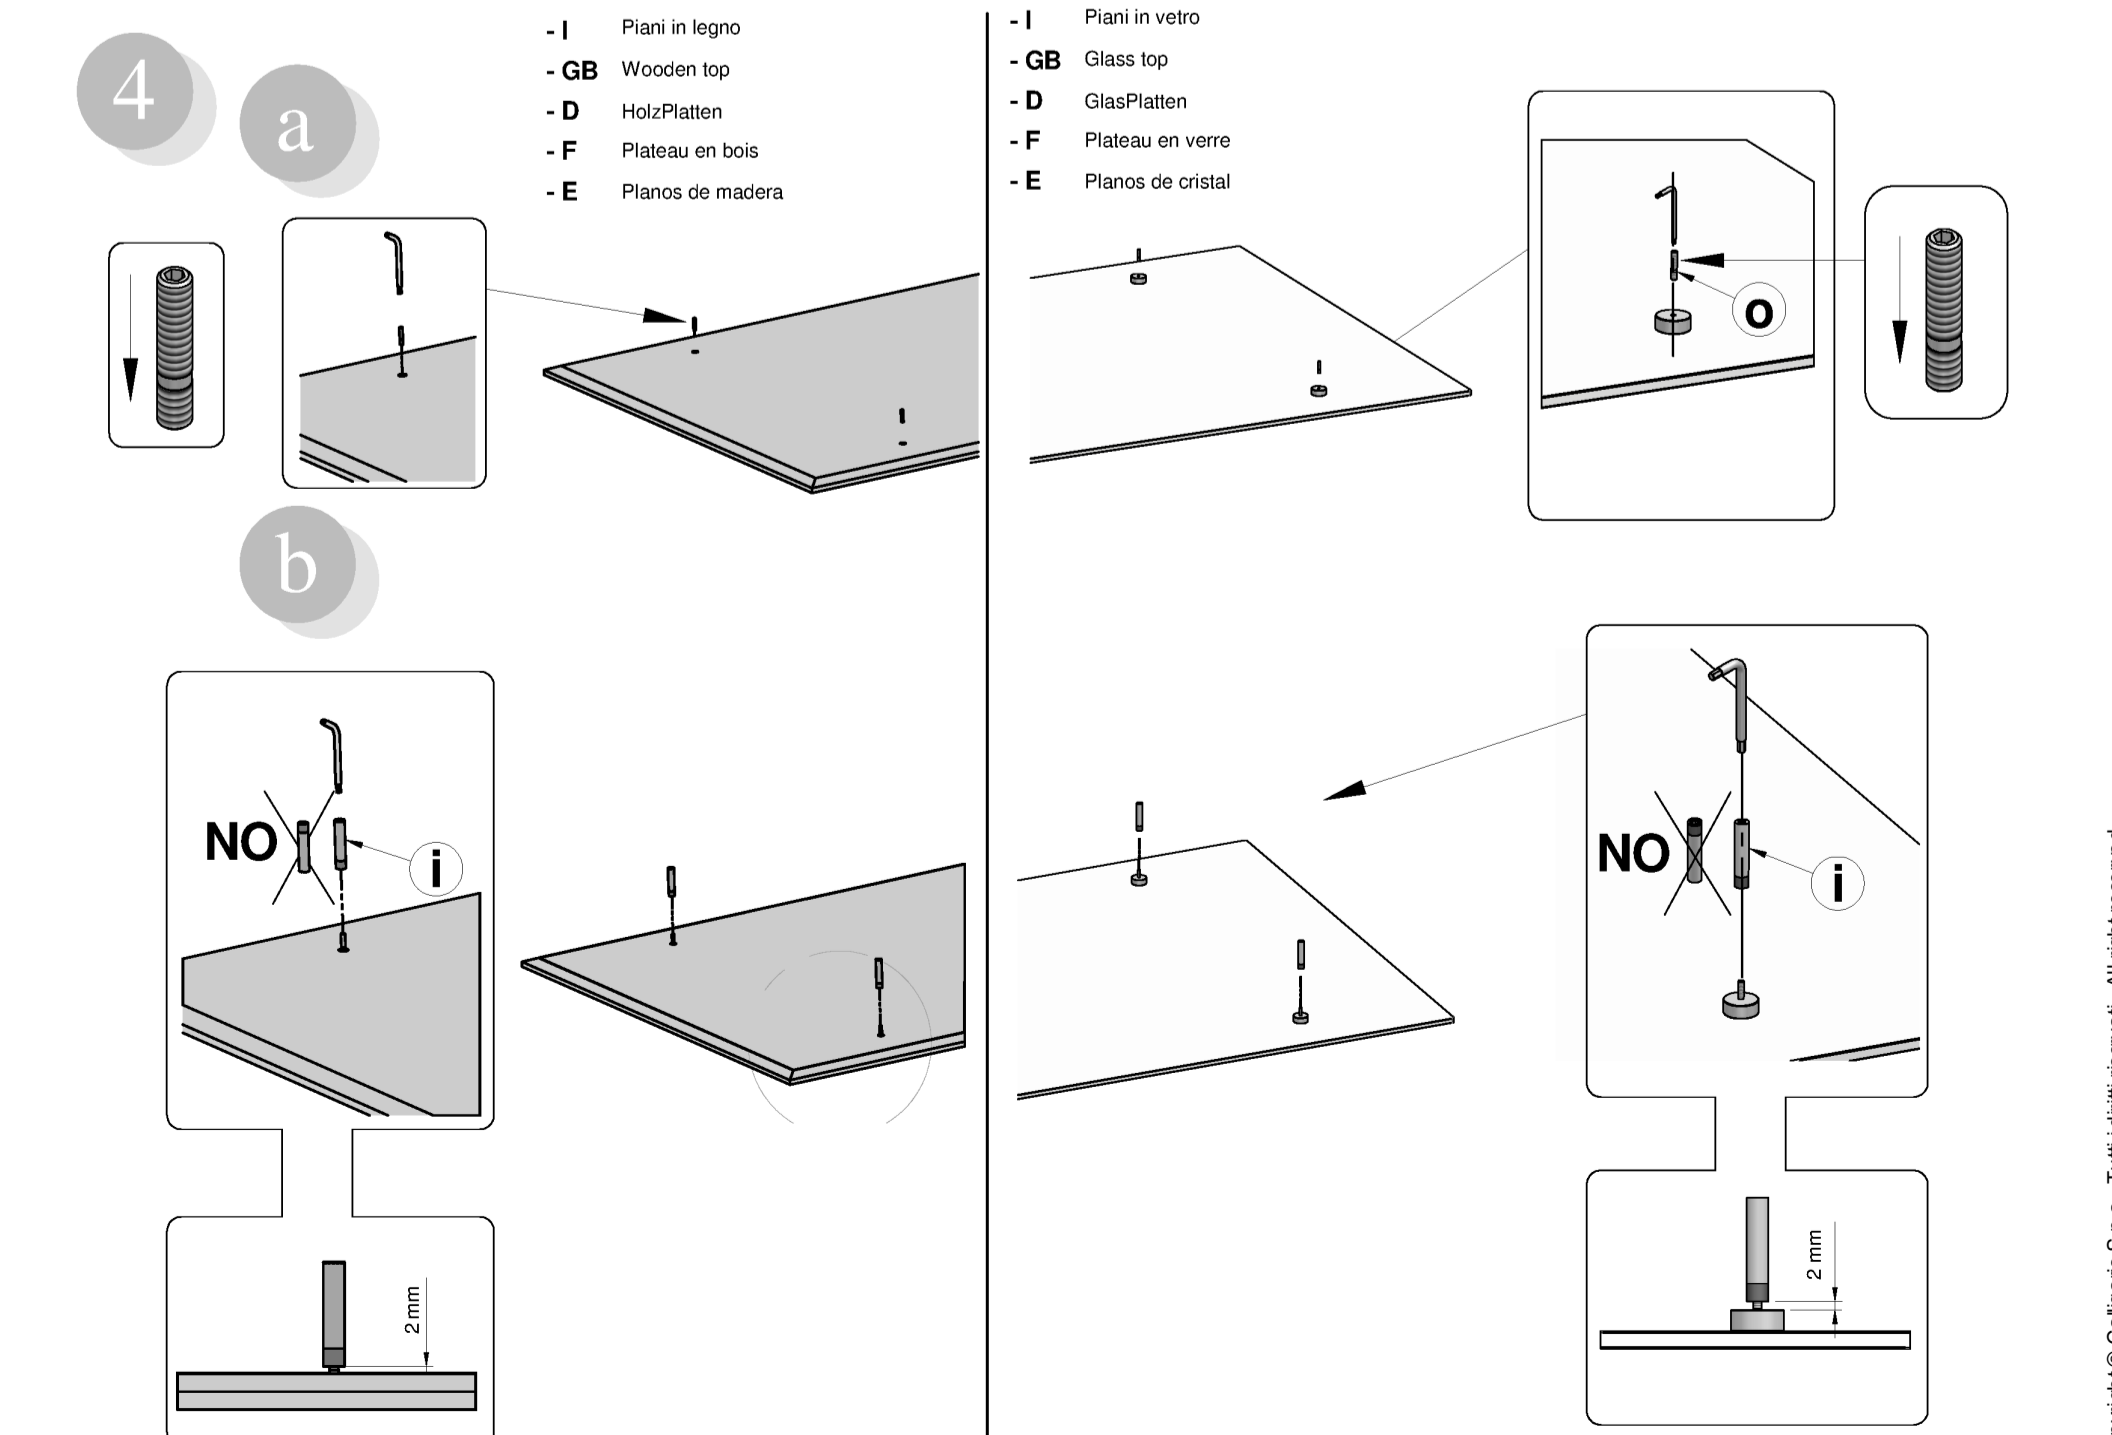 4
a
- I Piani in legno
- GB Wooden top
- D HolzPlatten
- F Plateau en bois
- E Planos de madera
- I Piani in vetro
- GB Glass top
- D GlasPlatten
- F Plateau en verre
- E Planos de cristal
o
b
NO
i
2 mm
NO
i
2 mm